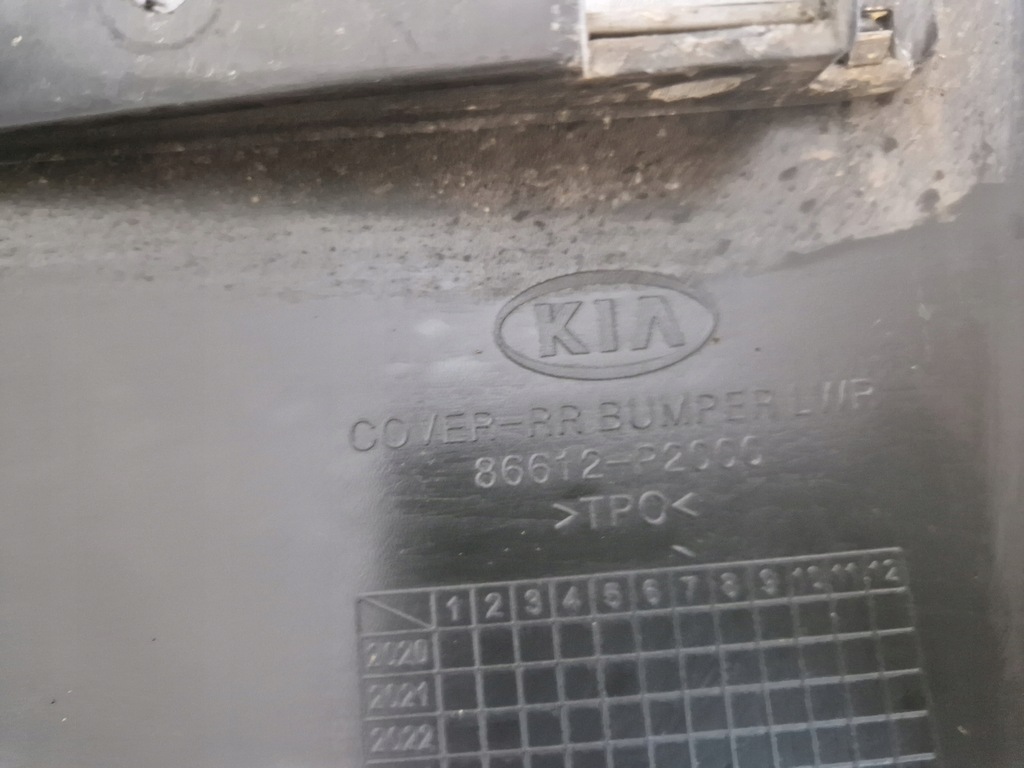 KIA
COVER-RR BUMPER LWR
86612-P2000
>TPO<
1 2 3 4 5 6 7 8 9 10 11 12
2020
2021
2022